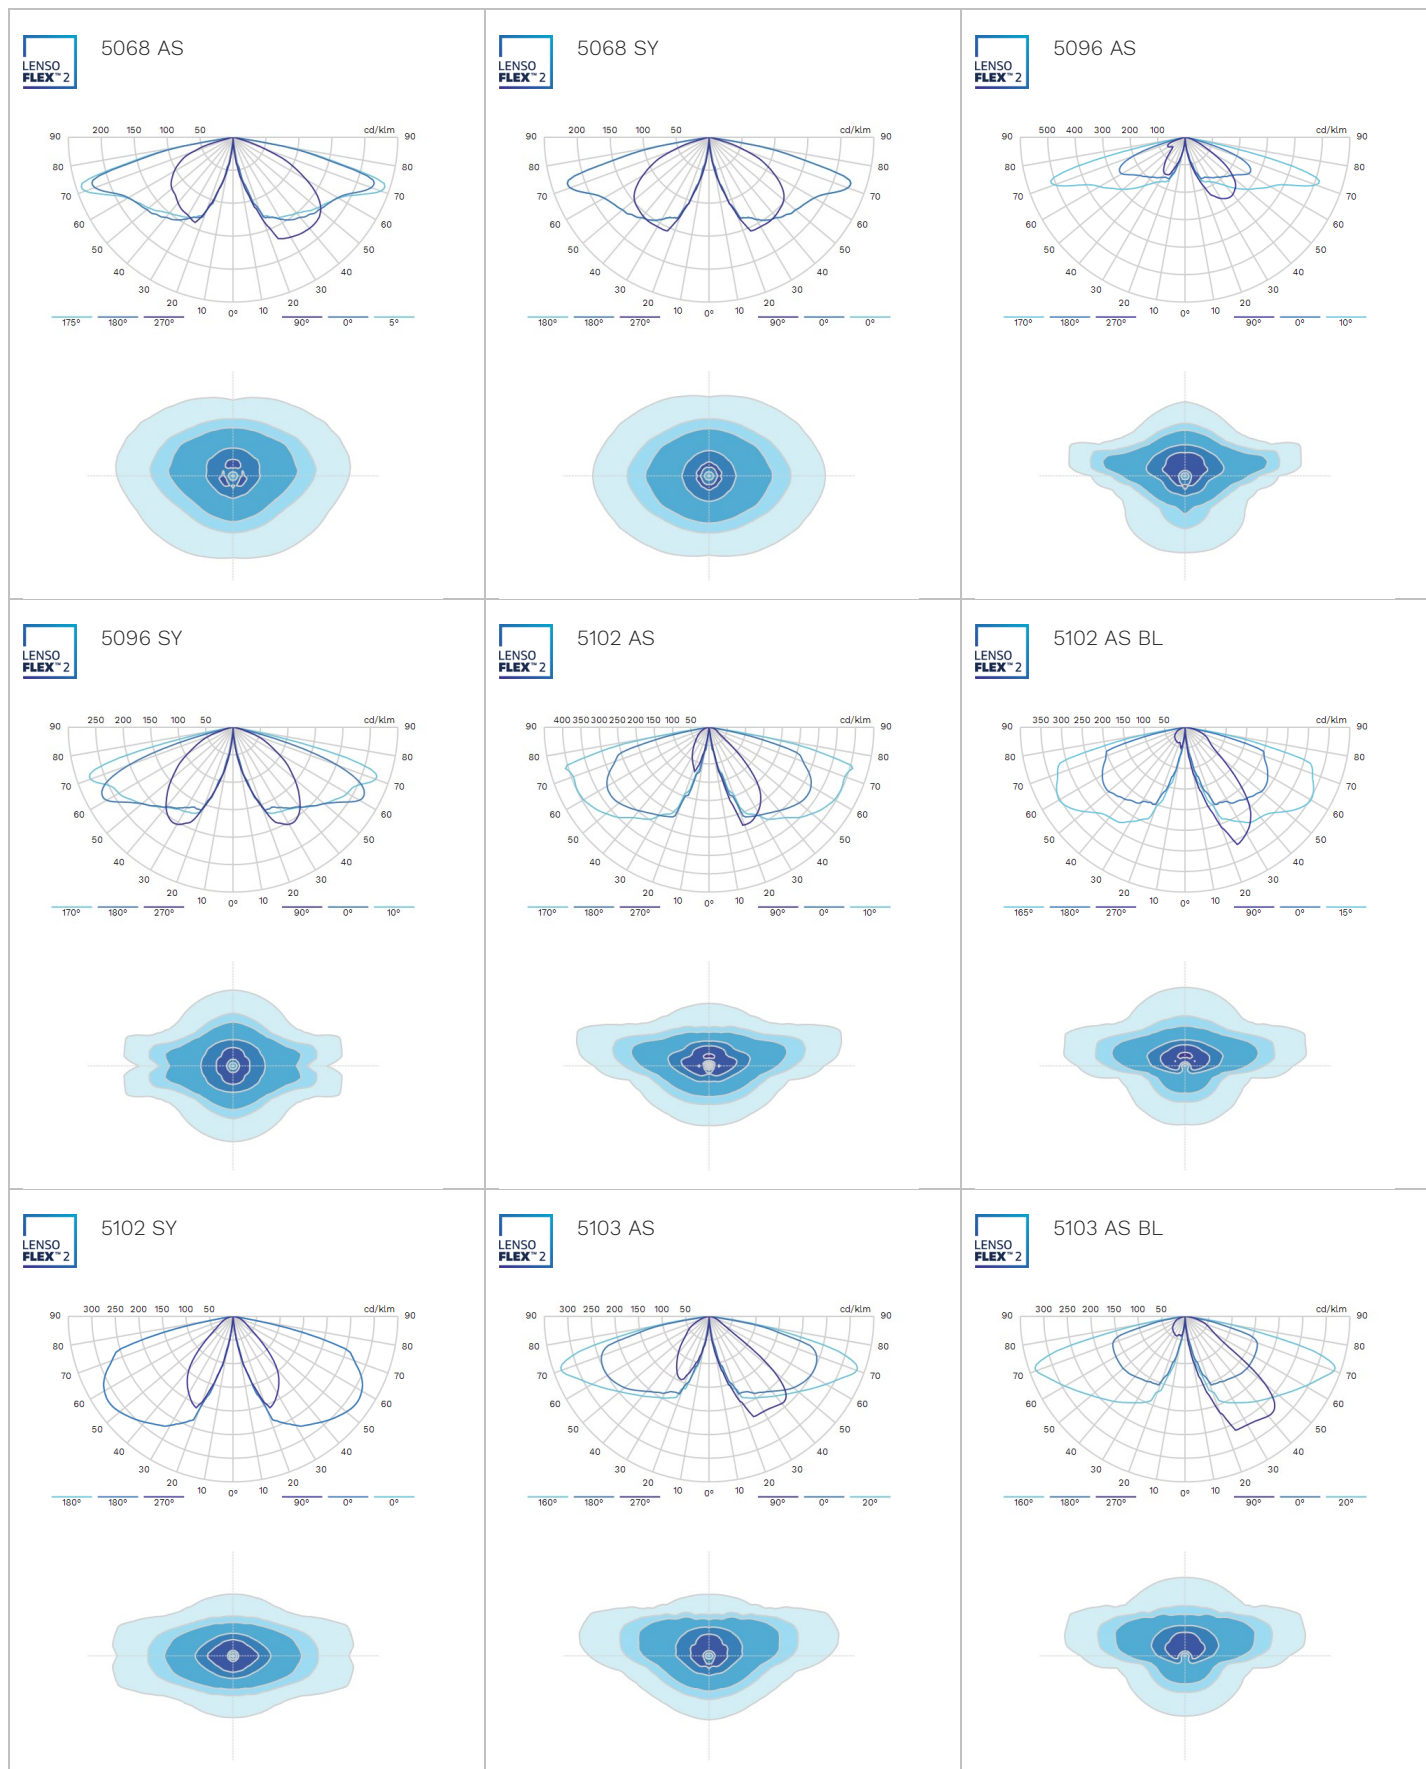 5068 AS
LENSO
FLEX™ 2
90 200 150 100 50 cd/klm 90
80 80
70 70
60 60
50 50
40 40
30 30
20 10 0° 10 20
175° 180° 270° 90° 0° 5°
5068 SY
LENSO
FLEX™ 2
90 200 150 100 50 cd/klm 90
80 80
70 70
60 60
50 50
40 40
30 30
20 10 0° 10 20
180° 180° 270° 90° 0° 0°
5096 AS
LENSO
FLEX™ 2
90 500 400 300 200 100 cd/klm 90
80 80
70 70
60 60
50 50
40 40
30 30
20 10 0° 10 20
170° 180° 270° 90° 0° 10°
5096 SY
LENSO
FLEX™ 2
90 250 200 150 100 50 cd/klm 90
80 80
70 70
60 60
50 50
40 40
30 30
20 10 0° 10 20
170° 180° 270° 90° 0° 10°
5102 AS
LENSO
FLEX™ 2
90 400 350 300 250 200 150 100 50 cd/klm 90
80 80
70 70
60 60
50 50
40 40
30 30
20 10 0° 10 20
170° 180° 270° 90° 0° 10°
5102 AS BL
LENSO
FLEX™ 2
90 350 300 250 200 150 100 50 cd/klm 90
80 80
70 70
60 60
50 50
40 40
30 30
20 10 0° 10 20
165° 180° 270° 90° 0° 15°
5102 SY
LENSO
FLEX™ 2
90 300 250 200 150 100 50 cd/klm 90
80 80
70 70
60 60
50 50
40 40
30 30
20 10 0° 10 20
180° 180° 270° 90° 0° 0°
5103 AS
LENSO
FLEX™ 2
90 300 250 200 150 100 50 cd/klm 90
80 80
70 70
60 60
50 50
40 40
30 30
20 10 0° 10 20
160° 180° 270° 90° 0° 20°
5103 AS BL
LENSO
FLEX™ 2
90 300 250 200 150 100 50 cd/klm 90
80 80
70 70
60 60
50 50
40 40
30 30
20 10 0° 10 20
160° 180° 270° 90° 0° 20°